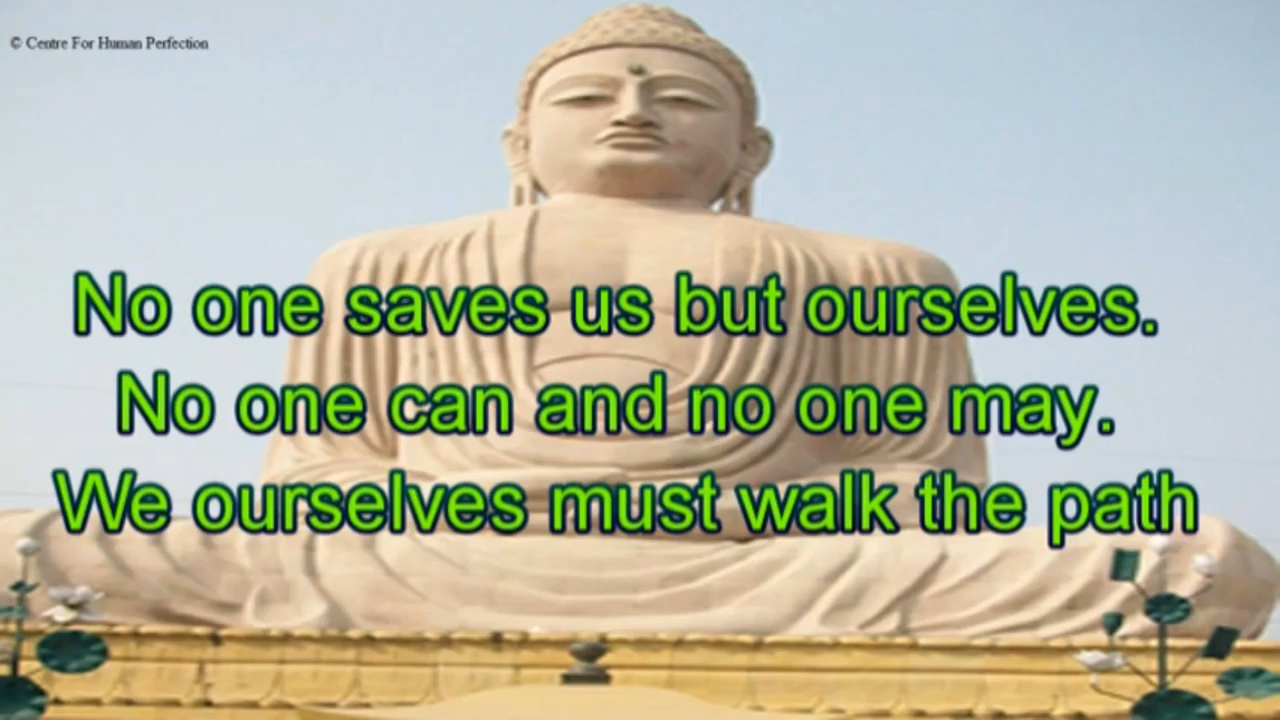 © Centre For Human Perfection
No one saves us but ourselves.
No one can and no one may.
We ourselves must walk the path